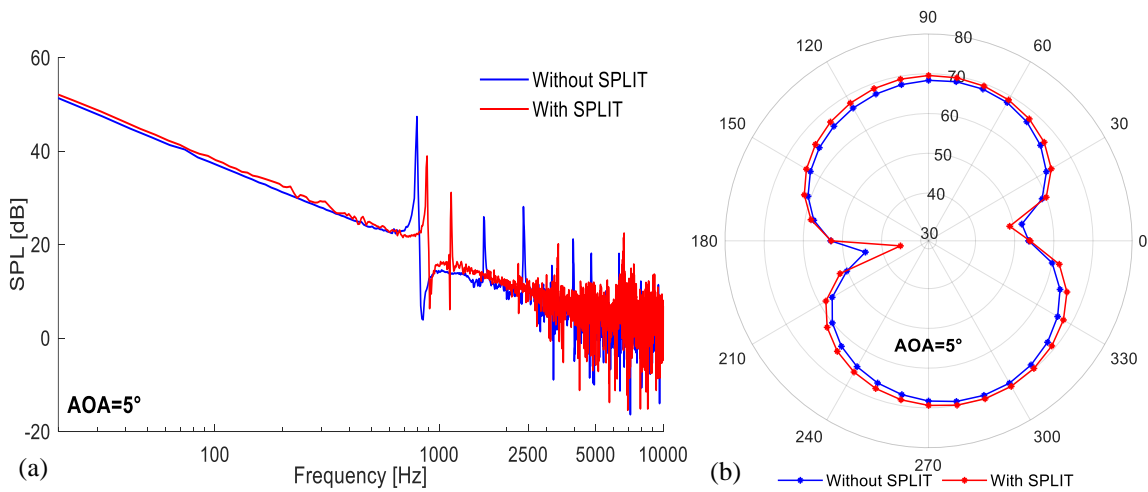 60
40
20
0
-20
SPL [dB]
Without SPLIT
With SPLIT
AOA=5°
100
1000
2500
5000
10000
Frequency [Hz]
(a)
90
120
60
80
70
60
50
40
30
150
30
180
0
210
330
240
300
270
AOA=5°
(b)
Without SPLIT
With SPLIT